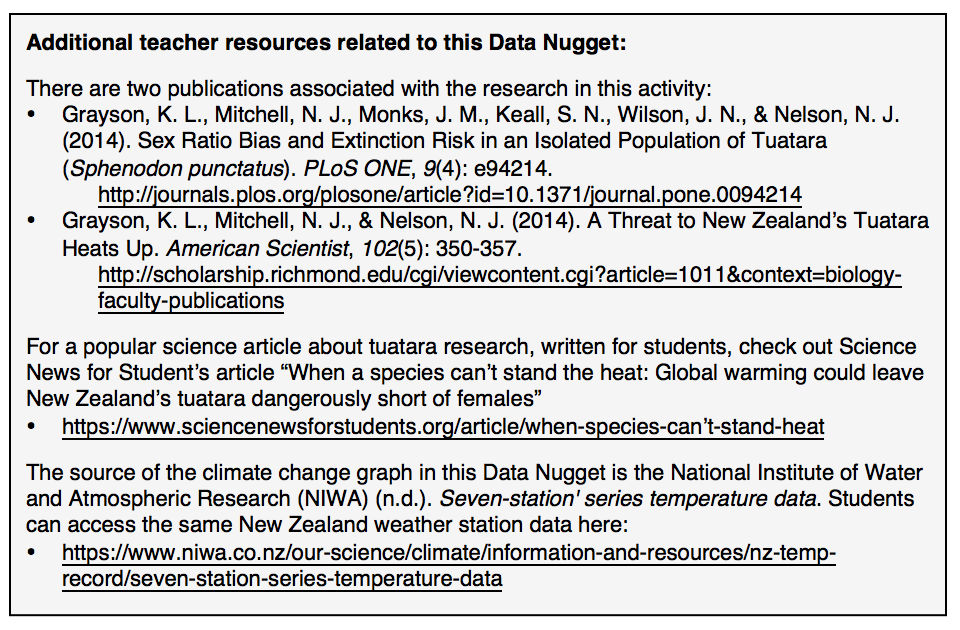 Additional teacher resources related to this Data Nugget:
There are two publications associated with the research in this activity:
• Grayson, K. L., Mitchell, N. J., Monks, J. M., Keall, S. N., Wilson, J. N., & Nelson, N. J.
(2014). Sex Ratio Bias and Extinction Risk in an Isolated Population of Tuatara
(Sphenodon punctatus). PLoS ONE, 9(4): e94214.
http://journals.plos.org/plosone/article?id=10.1371/journal.pone.0094214
• Grayson, K. L., Mitchell, N. J., & Nelson, N. J. (2014). A Threat to New Zealand’s Tuatara
Heats Up. American Scientist, 102(5): 350-357.
http://scholarship.richmond.edu/cgi/viewcontent.cgi?article=1011&context=biology-
faculty-publications
For a popular science article about tuatara research, written for students, check out Science
News for Student’s article “When a species can’t stand the heat: Global warming could leave
New Zealand’s tuatara dangerously short of females”
• https://www.sciencenewsforstudents.org/article/when-species-can’t-stand-heat
The source of the climate change graph in this Data Nugget is the National Institute of Water
and Atmospheric Research (NIWA) (n.d.). Seven-station' series temperature data. Students
can access the same New Zealand weather station data here:
• https://www.niwa.co.nz/our-science/climate/information-and-resources/nz-temp-
record/seven-station-series-temperature-data